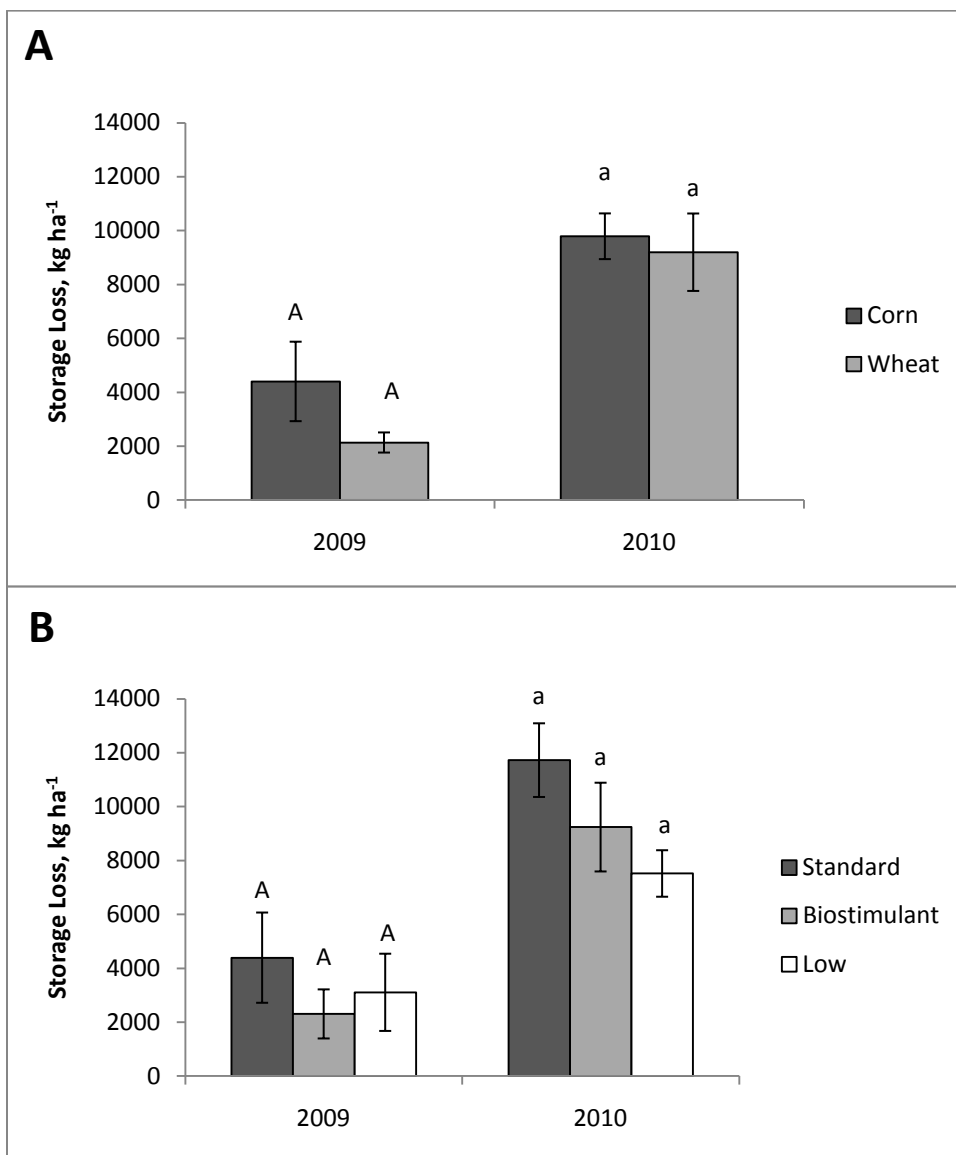 A
Storage Loss, kg ha⁻¹
14000
12000
10000
8000
6000
4000
2000
0
A
A
a
a
2009
2010
Corn
Wheat
B
Storage Loss, kg ha⁻¹
14000
12000
10000
8000
6000
4000
2000
0
A
A
A
a
a
a
2009
2010
Standard
Biostimulant
Low